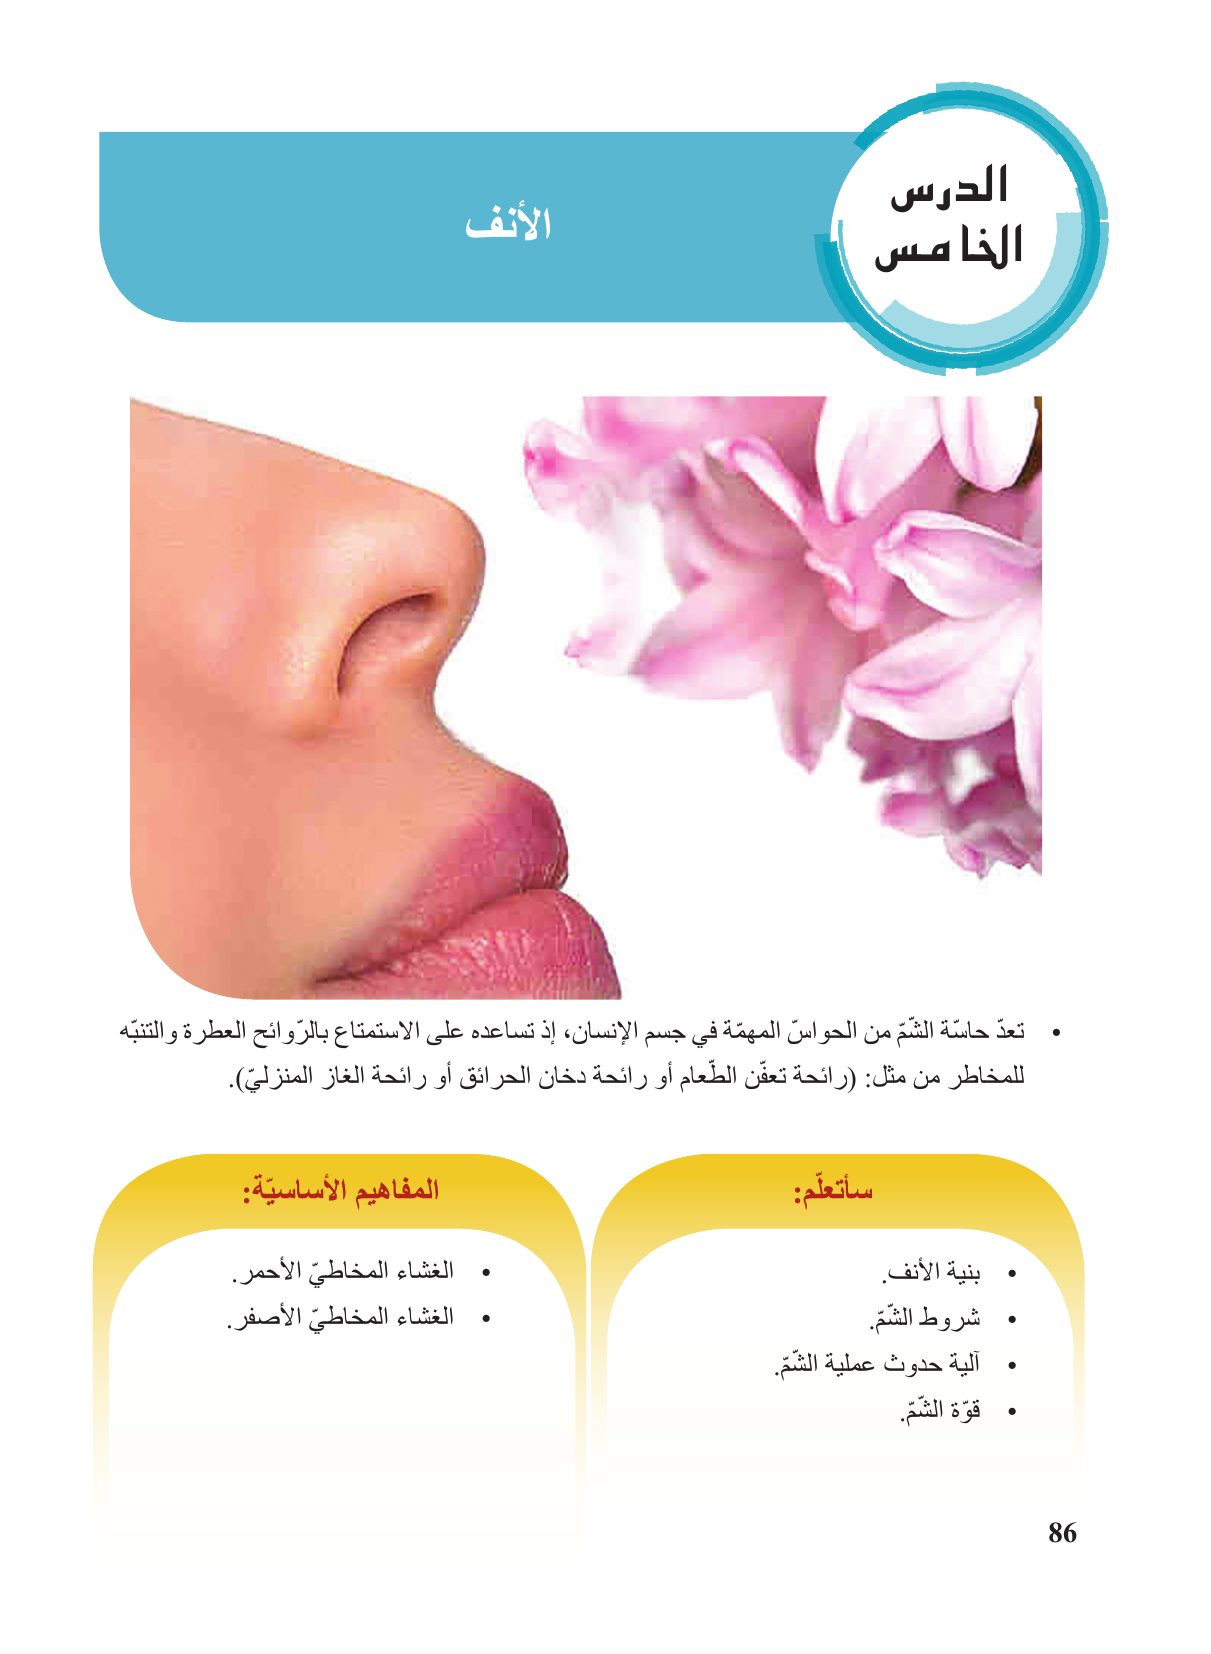 الدرس
الخامس
الأنف
• تعدّ حاسّة الشّمّ من الحواسّ المهمّة في جسم الإنسان، إذ تساعده على الاستمتاع بالرّوائح العطرة والتنبّه
للمخاطر من مثل: (رائحة تعفّن الطّعام أو رائحة دخان الحرائق أو رائحة الغاز المنزليّ).
سأتعلّم:
• بنية الأنف.
• شروط الشّمّ.
• آلية حدوث عملية الشّمّ.
• قوّة الشّمّ.
المفاهيم الأساسيّة:
• الغشاء المخاطيّ الأحمر.
• الغشاء المخاطيّ الأصفر.
86